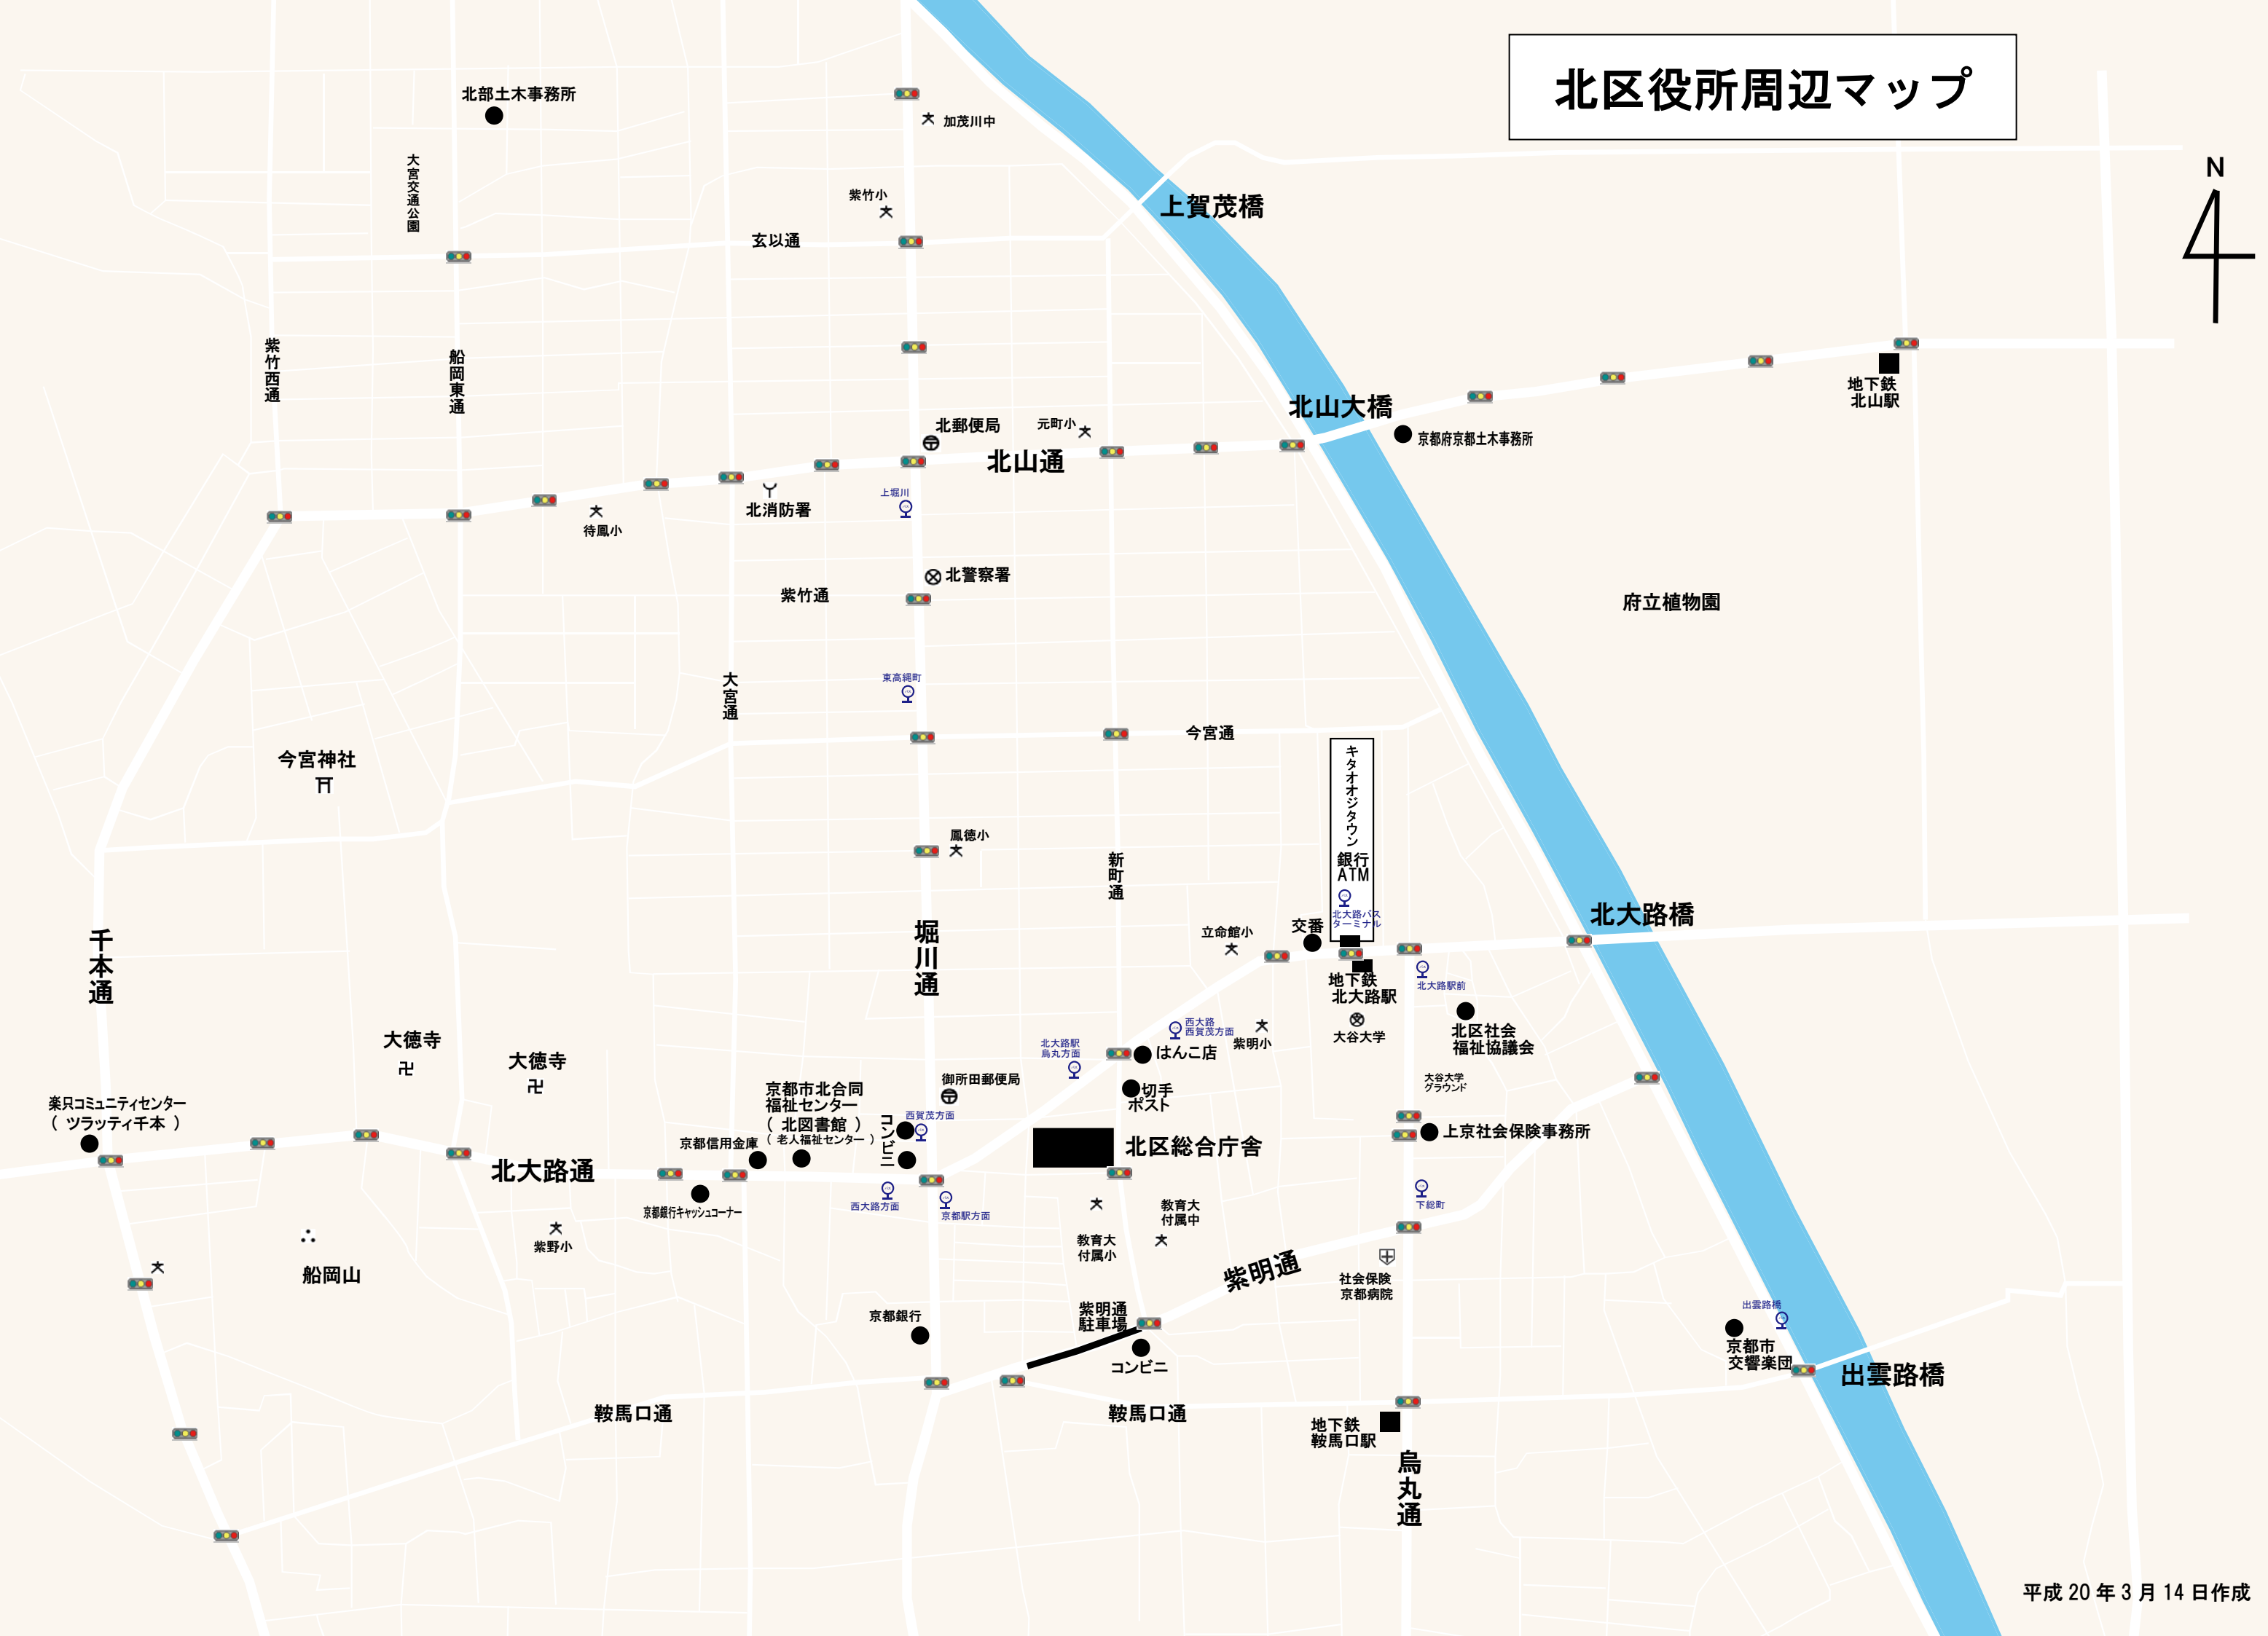 北区役所周辺マップ
N
北部土木事務所
加茂川中
大宮交通公園
紫竹小
上賀茂橋
玄以通
紫竹西通
船岡東通
地下鉄
北山駅
北山大橋
京都府京都土木事務所
北郵便局
元町小
北山通
上堀川
北消防署
待鳳小
北警察署
紫竹通
府立植物園
東高縄町
大宮通
今宮通
今宮神社
キタオオジタウン
銀行
ATM
北大路バス
ターミナル
鳳徳小
新町通
堀川通
千本通
北大路橋
交番
立命館小
地下鉄
北大路駅
北大路駅前
大谷大学
北区社会
福祉協議会
西大路
西賀茂方面
紫明小
北大路駅
烏丸方面
はんこ店
大徳寺
大徳寺
御所田郵便局
切手
ポスト
大谷大学
グラウンド
楽只コミュニティセンター
( ツラッティ千本 )
京都市北合同
福祉センター
( 北図書館 )
( 老人福祉センター )
京都信用金庫
コンビニ
西賀茂方面
北区総合庁舎
上京社会保険事務所
北大路通
京都銀行キャッシュコーナー
西大路方面
京都駅方面
教育大
付属中
下総町
紫野小
教育大
付属小
船岡山
紫明通
社会保険
京都病院
京都銀行
紫明通
駐車場
コンビニ
出雲路橋
京都市
交響楽団
出雲路橋
鞍馬口通
鞍馬口通
地下鉄
鞍馬口駅
烏丸通
平成 20 年 3 月 14 日作成